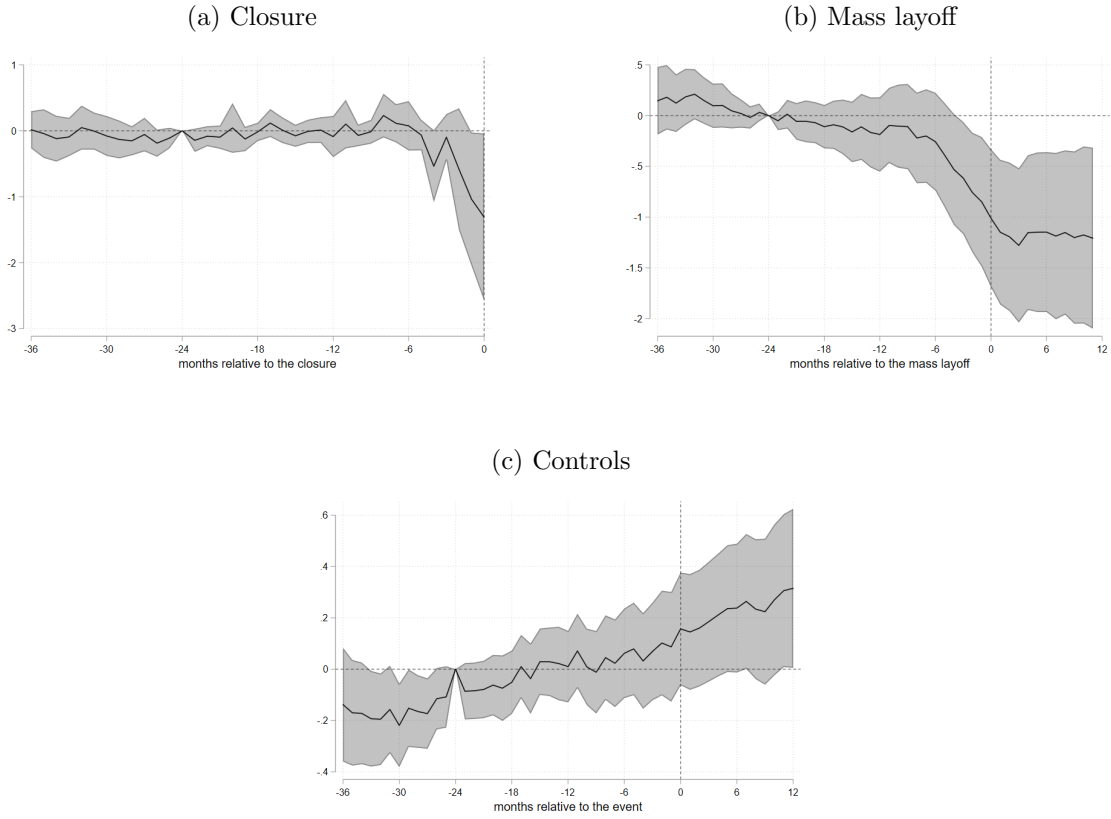 (a) Closure
1
0
-1
-2
-3
-36 -30 -24 -18 -12 -6 0
months relative to the closure
(b) Mass layoff
.5
0
-.5
-1
-1.5
-2
-36 -30 -24 -18 -12 -6 0 6 12
months relative to the mass layoff
(c) Controls
.6
.4
.2
0
-.2
-.4
-36 -30 -24 -18 -12 -6 0 6 12
months relative to the event